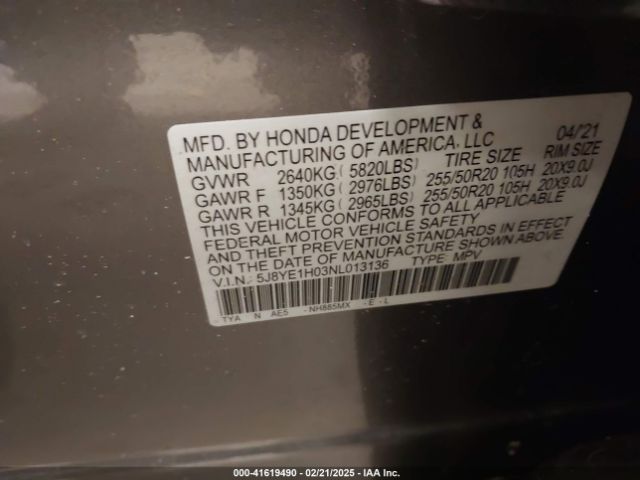 MFD. BY HONDA DEVELOPMENT & 04/'21
MANUFACTURING OF AMERICA, LLC
GVWR 2640KG( 5820LBS) TIRE SIZE RIM SIZE
GAWR F 1350KG( 2976LBS) 255/50R20 105H 20X9.0J
GAWR R 1345KG( 2965LBS) 255/50R20 105H 20X9.0J
THIS VEHICLE CONFORMS TO ALL APPLICABLE
FEDERAL MOTOR VEHICLE SAFETY
AND THEFT PREVENTION STANDARDS IN EFFECT
ON THE DATE OF MANUFACTURE SHOWN ABOVE.
V.I.N.: 5J8YE1H03NL013136 TYPE MPV
TYA N AE5 - NH885MX - E - L
000-41619490 - 02/21/2025 - IAA Inc.